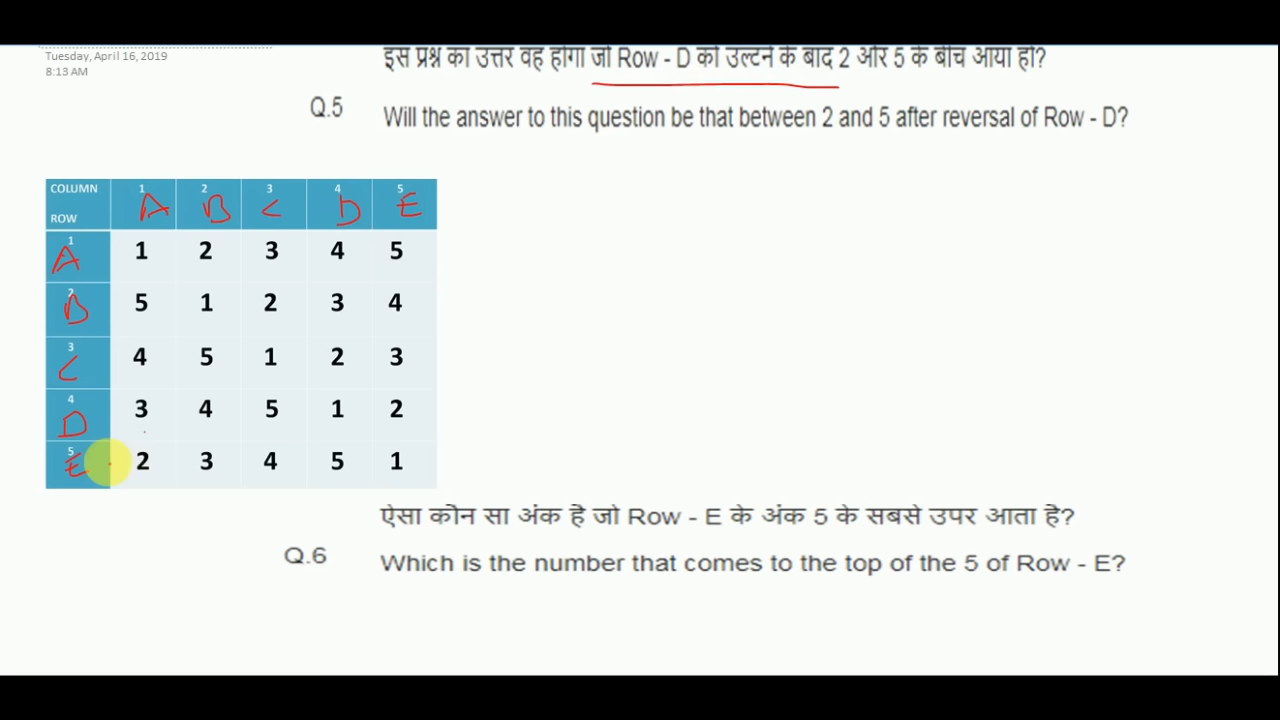 Tuesday, April 16, 2019
8:13 AM
इस प्रश्न का उत्तर वह होगा जो Row - D को उल्टने के बाद 2 और 5 के बीच आया हो?
Q.5 Will the answer to this question be that between 2 and 5 after reversal of Row - D?
COLUMN 1 2 3 4 5
ROW A B C D E
1 A 1 2 3 4 5
2 B 5 1 2 3 4
3 C 4 5 1 2 3
4 D 3 4 5 1 2
5 E 2 3 4 5 1
ऐसा कौन सा अंक है जो Row - E के अंक 5 के सबसे उपर आता है?
Q.6 Which is the number that comes to the top of the 5 of Row - E?